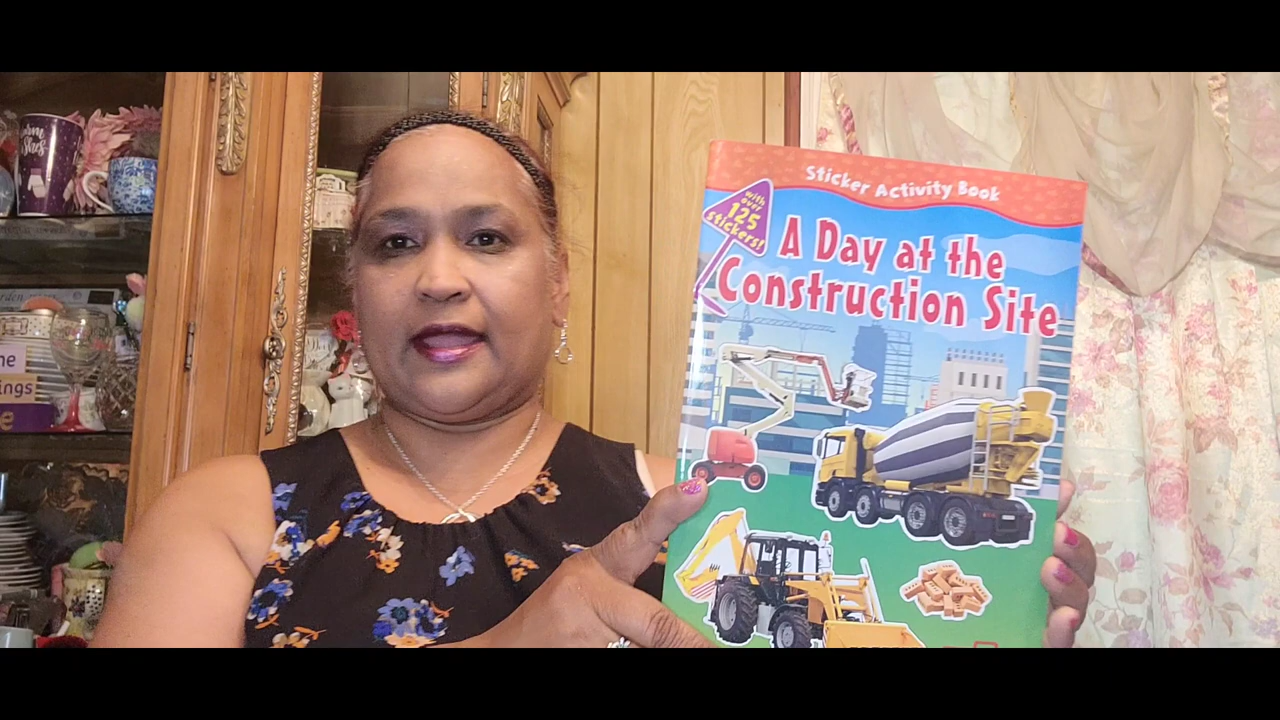 Sticker Activity Book
with
over
125
stickers!
A Day at the
Construction Site